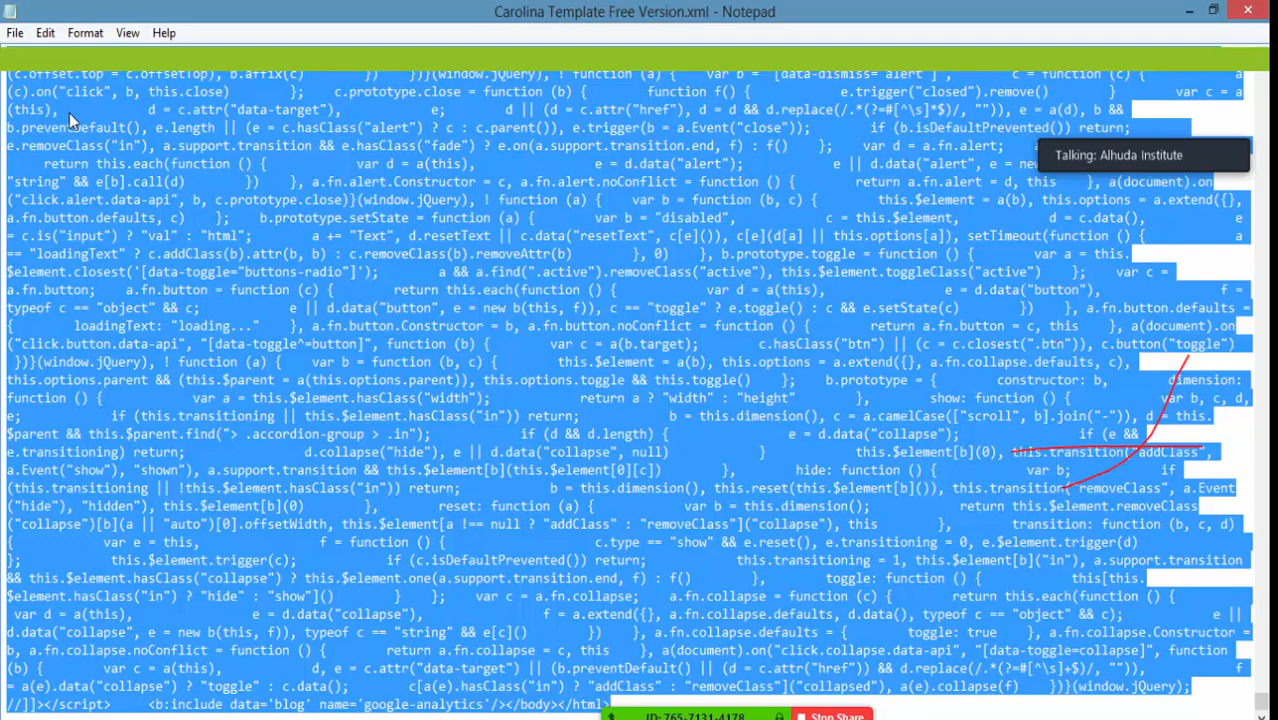 Carolina Template Free Version.xml - Notepad
File Edit Format View Help
(c.offset.top = c.offsetTop), b.affix(c) }) })}(window.jQuery), ! function (a) { var b = '[data-dismiss="alert"]', c = function (c) { a
(c).on("click", b, this.close) }; c.prototype.close = function (b) { function f() { e.trigger("closed").remove() } var c = a
(this), d = c.attr("data-target"), e; d || (d = c.attr("href"), d = d && d.replace(/.*(?=#[^\s]*$)/, "")), e = a(d), b &&
b.preventDefault(), e.length || (e = c.hasClass("alert") ? c : c.parent()), e.trigger(b = a.Event("close")); if (b.isDefaultPrevented()) return;
e.removeClass("in"), a.support.transition && e.hasClass("fade") ? e.on(a.support.transition.end, f) : f() }; var d = a.fn.alert;
Talking: Alhuda Institute
return this.each(function () { var d = a(this), e = d.data("alert"); e || d.data("alert", e = new
"string" && e[b].call(d) }) }, a.fn.alert.Constructor = c, a.fn.alert.noConflict = function () { return a.fn.alert = d, this }, a(document).on
("click.alert.data-api", b, c.prototype.close)}(window.jQuery), ! function (a) { var b = function (b, c) { this.$element = a(b), this.options = a.extend({},
a.fn.button.defaults, c) }; b.prototype.setState = function (a) { var b = "disabled", c = this.$element, d = c.data(), e
= c.is("input") ? "val" : "html"; a += "Text", d.resetText || c.data("resetText", c[e]()), c[e](d[a] || this.options[a]), setTimeout(function () { a
== "loadingText" ? c.addClass(b).attr(b, b) : c.removeClass(b).removeAttr(b) }, 0) }, b.prototype.toggle = function () { var a = this.
$element.closest('[data-toggle="buttons-radio"]'); a && a.find(".active").removeClass("active"), this.$element.toggleClass("active") }; var c =
a.fn.button; a.fn.button = function (c) { return this.each(function () { var d = a(this), e = d.data("button"), f =
typeof c == "object" && c; e || d.data("button", e = new b(this, f)), c == "toggle" ? e.toggle() : c && e.setState(c) }) }, a.fn.button.defaults =
{ loadingText: "loading..." }, a.fn.button.Constructor = b, a.fn.button.noConflict = function () { return a.fn.button = c, this }, a(document).on
("click.button.data-api", "[data-toggle^=button]", function (b) { var c = a(b.target); c.hasClass("btn") || (c = c.closest(".btn")), c.button("toggle")
})}(window.jQuery), ! function (a) { var b = function (b, c) { this.$element = a(b), this.options = a.extend({}, a.fn.collapse.defaults, c),
this.options.parent && (this.$parent = a(this.options.parent)), this.options.toggle && this.toggle() }; b.prototype = { constructor: b, dimension:
function () { var a = this.$element.hasClass("width"); return a ? "width" : "height" }, show: function () { var b, c, d,
e; if (this.transitioning || this.$element.hasClass("in")) return; b = this.dimension(), c = a.camelCase(["scroll", b].join("-")), d = this.
$parent && this.$parent.find("> .accordion-group > .in"); if (d && d.length) { e = d.data("collapse"); if (e &&
e.transitioning) return; d.collapse("hide"), e || d.data("collapse", null) } this.$element[b](0), this.transition("addClass",
a.Event("show"), "shown"), a.support.transition && this.$element[b](this.$element[0][c]) }, hide: function () { var b; if
(this.transitioning || !this.$element.hasClass("in")) return; b = this.dimension(), this.reset(this.$element[b]()), this.transition("removeClass", a.Event
("hide"), "hidden"), this.$element[b](0) }, reset: function (a) { var b = this.dimension(); return this.$element.removeClass
("collapse")[b](a || "auto")[0].offsetWidth, this.$element[a !== null ? "addClass" : "removeClass"]("collapse"), this }, transition: function (b, c, d)
{ var e = this, f = function () { c.type == "show" && e.reset(), e.transitioning = 0, e.$element.trigger(d)
}; this.$element.trigger(c); if (c.isDefaultPrevented()) return; this.transitioning = 1, this.$element[b]("in"), a.support.transition
&& this.$element.hasClass("collapse") ? this.$element.one(a.support.transition.end, f) : f() }, toggle: function () { this[this.
$element.hasClass("in") ? "hide" : "show"]() } }; var c = a.fn.collapse; a.fn.collapse = function (c) { return this.each(function () {
var d = a(this), e = d.data("collapse"), f = a.extend({}, a.fn.collapse.defaults, d.data(), typeof c == "object" && c); e ||
d.data("collapse", e = new b(this, f)), typeof c == "string" && e[c]() }) }, a.fn.collapse.defaults = { toggle: true }, a.fn.collapse.Constructor =
b, a.fn.collapse.noConflict = function () { return a.fn.collapse = c, this }, a(document).on("click.collapse.data-api", "[data-toggle=collapse]", function
(b) { var c = a(this), d, e = c.attr("data-target") || (b.preventDefault() || (d = c.attr("href")) && d.replace(/.*(?=#[^\s]+$)/, "")), f
= a(e).data("collapse") ? "toggle" : c.data(); c[a(e).hasClass("in") ? "addClass" : "removeClass"]("collapsed"), a(e).collapse(f) })}(window.jQuery);
//]]></script> <b:include data='blog' name='google-analytics'/></body></html>
ID: 765-7131-4178 Stop Share